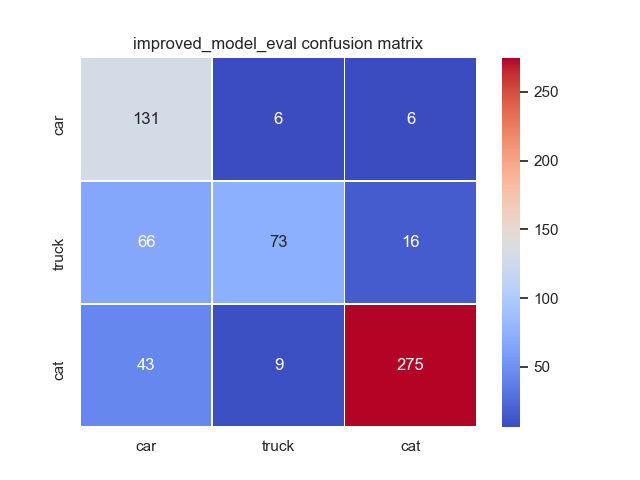 improved_model_eval confusion matrix
car
131
6
6
truck
66
73
16
cat
43
9
275
car
truck
cat
250
200
150
100
50